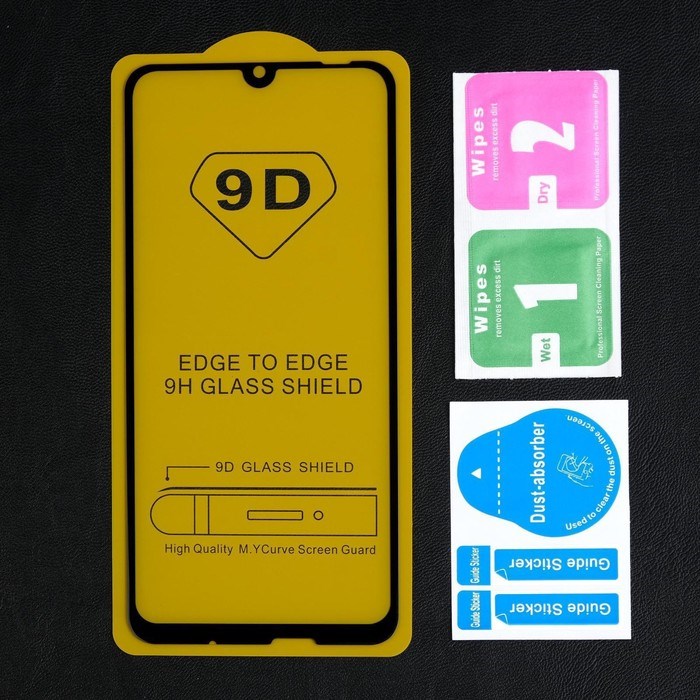 9D
EDGE TO EDGE
9H GLASS SHIELD
9D GLASS SHIELD
High Quality M.YCurve Screen Guard
Wipes
removes excess dirt
2
Dry
Professional Screen Cleaning Paper
Wipes
removes excess dirt
1
Wet
Professional Screen Cleaning Paper
Dust-absorber
Used to clear the dust on the screen
Guide Sticker
Guide Sticker
Guide Sticker
Guide Sticker